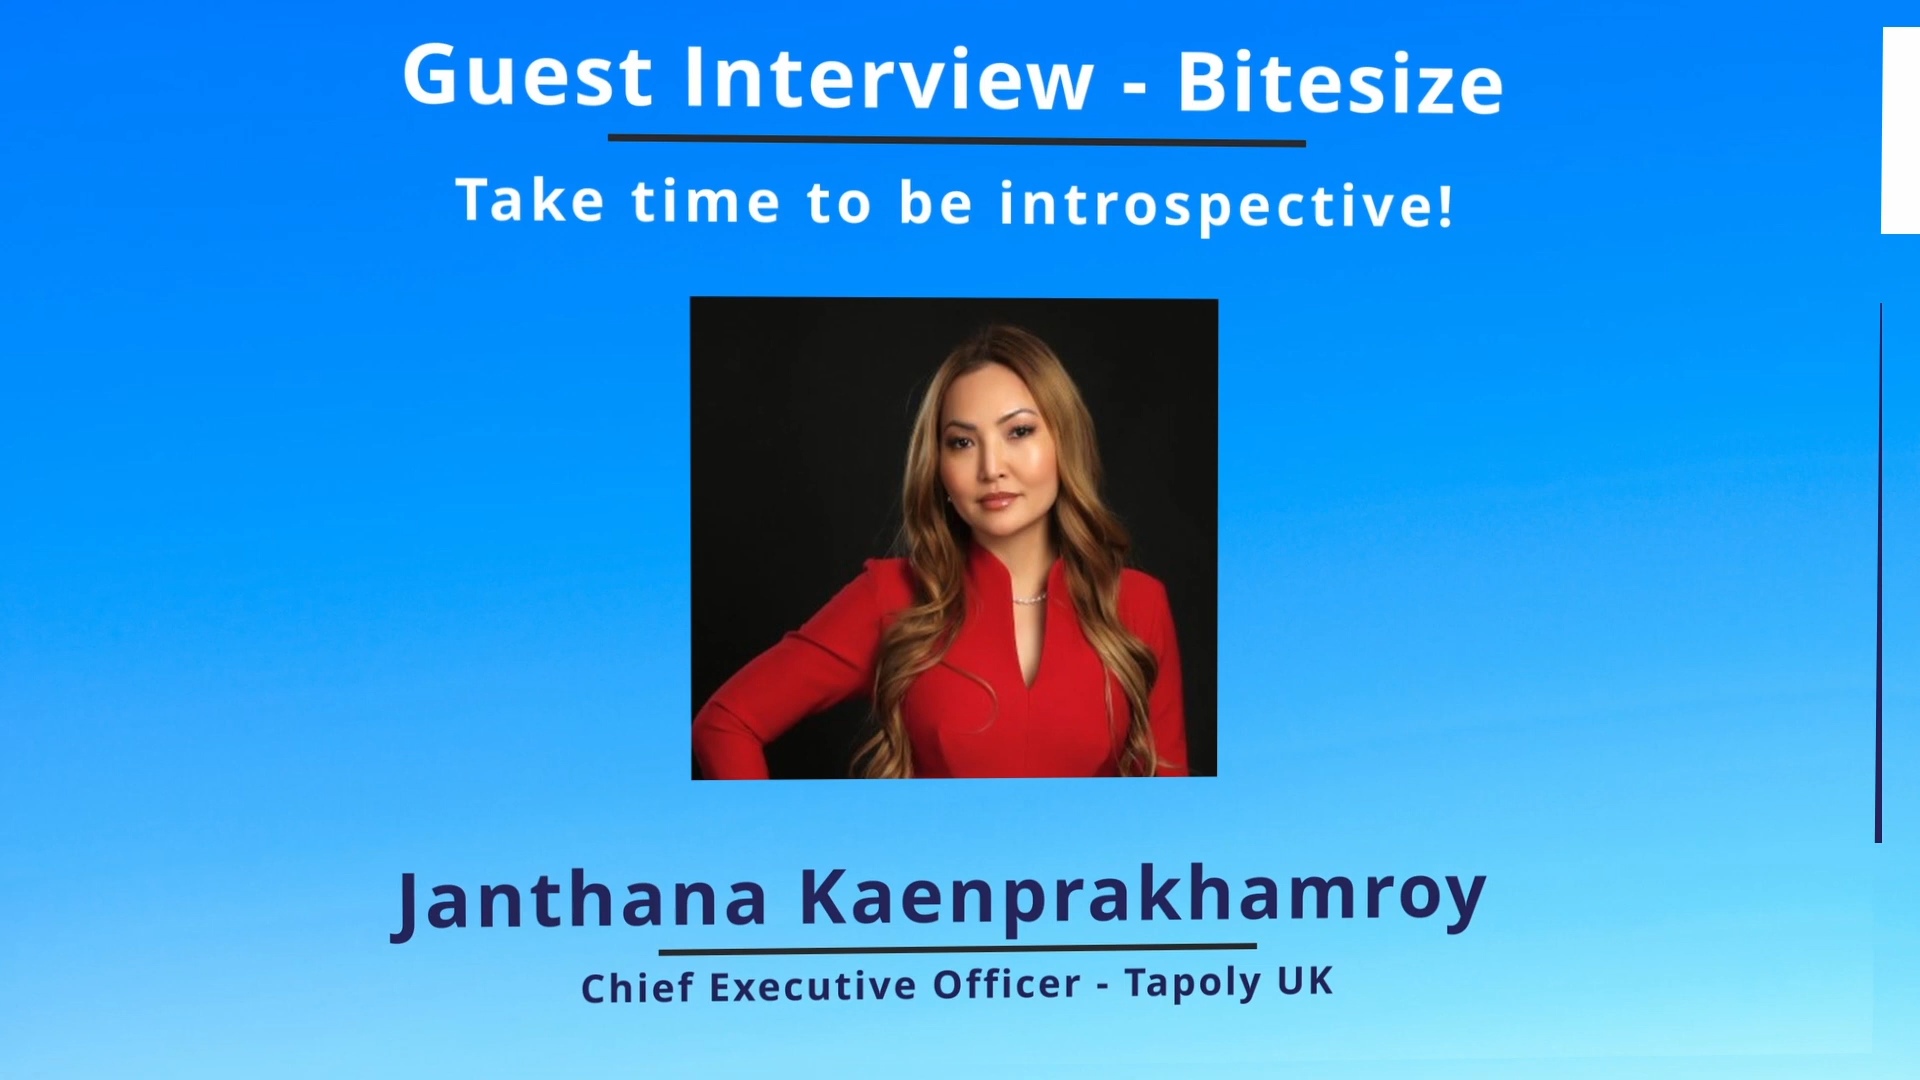 Guest Interview - Bitesize
Take time to be introspective!
Janthana Kaenprakhamroy
Chief Executive Officer - Tapoly UK